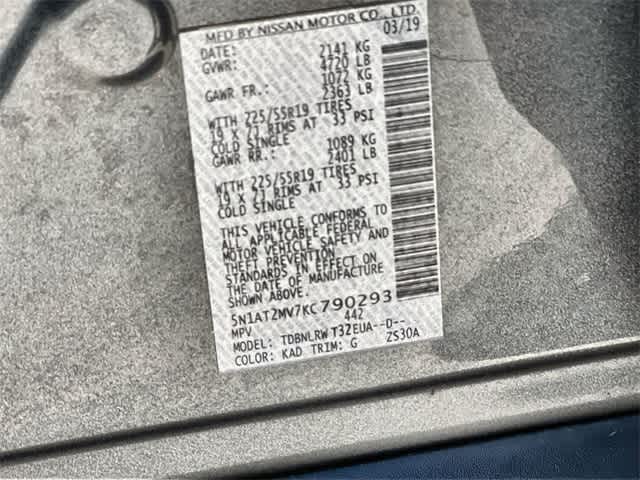 MFD BY NISSAN MOTOR CO., LTD.
DATE: 03/19
GVWR: 2141 KG
4720 LB
GAWR FR.: 1072 KG
2363 LB
WITH 225/55R19 TIRES
19 X 7J RIMS AT 33 PSI
COLD SINGLE
GAWR RR.: 1089 KG
2401 LB
WITH 225/55R19 TIRES
19 X 7J RIMS AT 33 PSI
COLD SINGLE
THIS VEHICLE CONFORMS TO
ALL APPLICABLE FEDERAL
MOTOR VEHICLE SAFETY AND
THEFT PREVENTION
STANDARDS IN EFFECT ON
THE DATE OF MANUFACTURE
SHOWN ABOVE.
5N1AT2MV7KC790293
MPV 442
MODEL: TDBNLRW T32EUA--D--
COLOR: KAD TRIM: G ZS30A